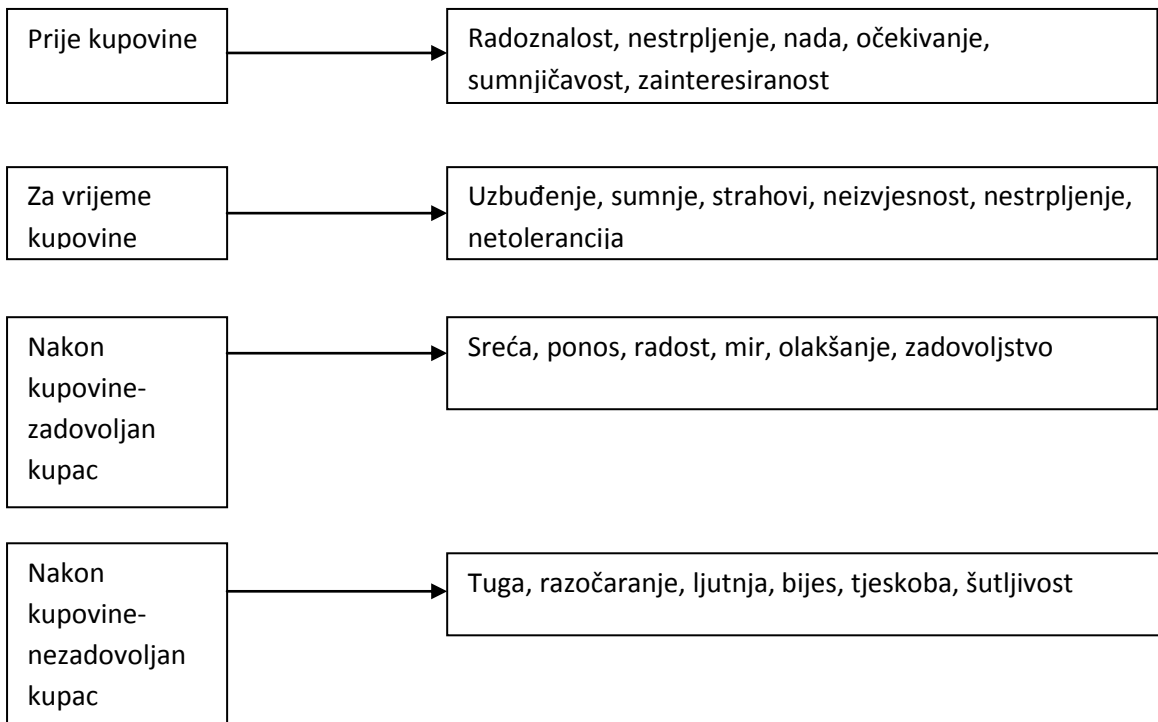 Prije kupovine
Radoznalost, nestrpljenje, nada, očekivanje,
sumnjičavost, zainteresiranost
Za vrijeme
kupovine
Uzbuđenje, sumnje, strahovi, neizvjesnost, nestrpljenje,
netolerancija
Nakon
kupovine-
zadovoljan
kupac
Sreća, ponos, radost, mir, olakšanje, zadovoljstvo
Nakon
kupovine-
nezadovoljan
kupac
Tuga, razočaranje, ljutnja, bijes, tjeskoba, šutljivost